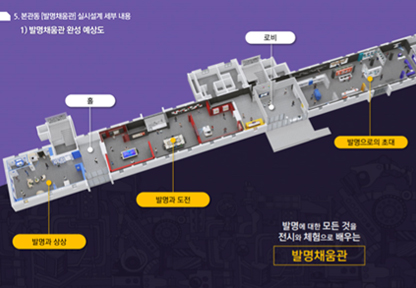 5. 본관동 [발명채움관] 실시설계 세부 내용
1) 발명채움관 완성 예상도
로비
홀
발명으로의 초대
발명과 도전
발명과 상상
발명에 대한 모든 것을
전시와 체험으로 배우는
발명채움관